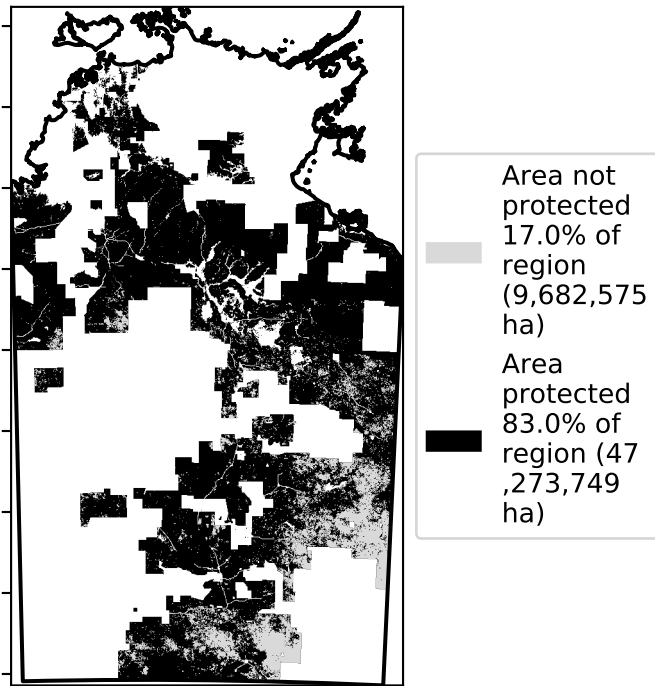 Area not
protected
17.0% of
region
(9,682,575
ha)
Area
protected
83.0% of
region (47
,273,749
ha)